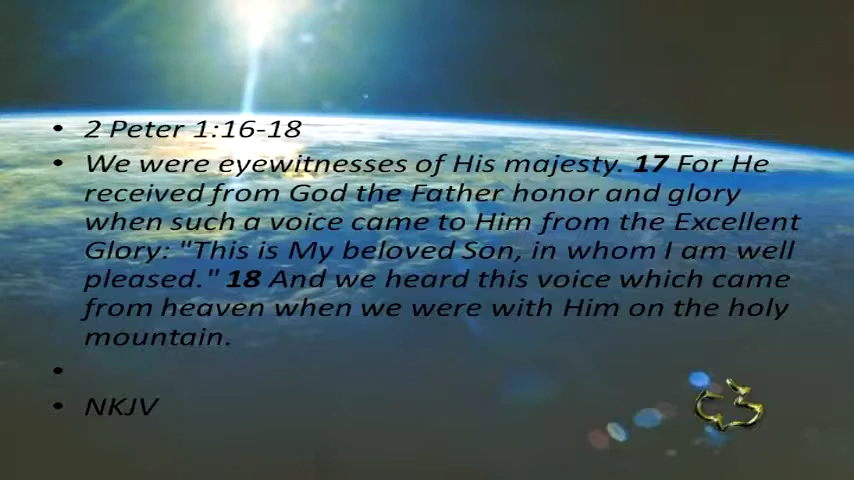 • 2 Peter 1:16-18
• We were eyewitnesses of His majesty. 17 For He
received from God the Father honor and glory
when such a voice came to Him from the Excellent
Glory: "This is My beloved Son, in whom I am well
pleased." 18 And we heard this voice which came
from heaven when we were with Him on the holy
mountain.
•
• NKJV